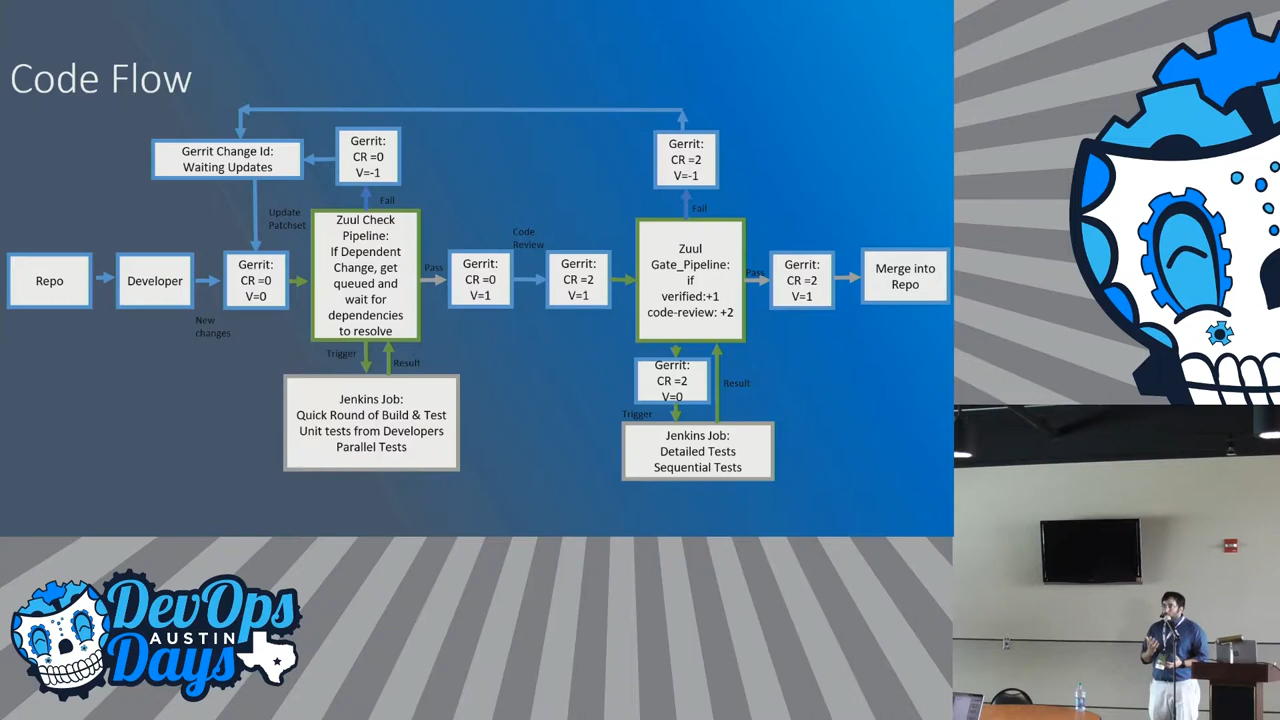 Code Flow
Gerrit Change Id:
Waiting Updates
Gerrit:
CR =0
V=-1
Gerrit:
CR =2
V=-1
Fail
Fail
Update
Patchset
Zuul Check
Pipeline:
If Dependent
Change, get
queued and
wait for
dependencies
to resolve
Code
Review
Zuul
Gate_Pipeline:
if
verified:+1
code-review: +2
Repo
Developer
New
changes
Gerrit:
CR =0
V=0
Pass
Gerrit:
CR =0
V=1
Gerrit:
CR =2
V=1
Pass
Gerrit:
CR =2
V=1
Merge into
Repo
Trigger
Result
Jenkins Job:
Quick Round of Build & Test
Unit tests from Developers
Parallel Tests
Gerrit:
CR =2
V=0
Result
Trigger
Jenkins Job:
Detailed Tests
Sequential Tests
DevOps
AUSTIN
Days